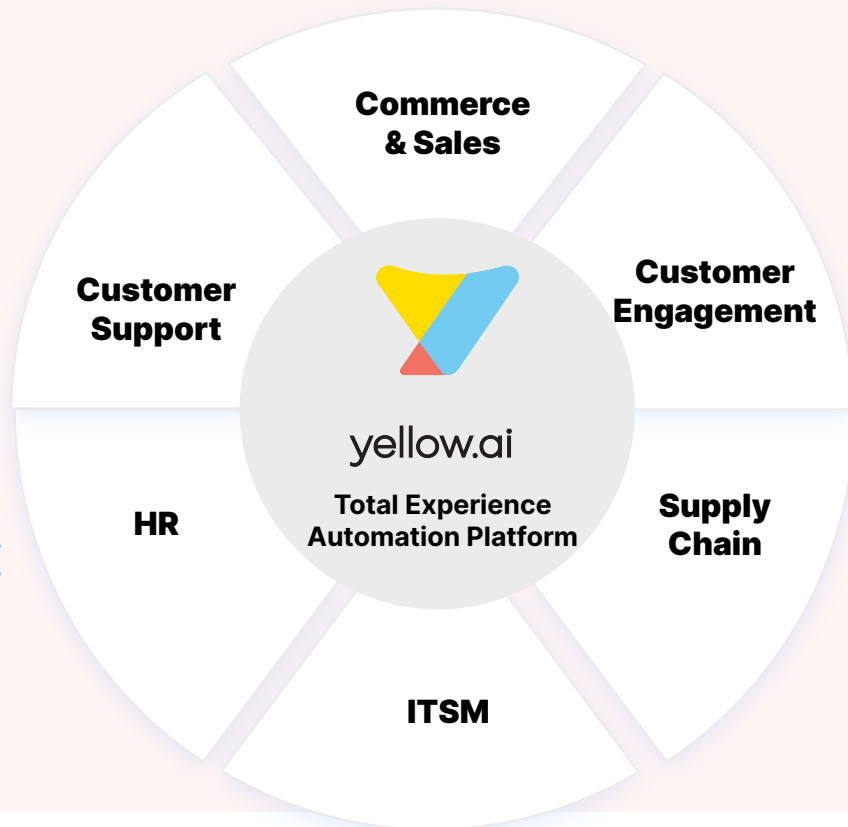 Commerce
& Sales
Customer
Engagement
Customer
Support
yellow.ai
Total Experience
Automation Platform
HR
Supply
Chain
ITSM